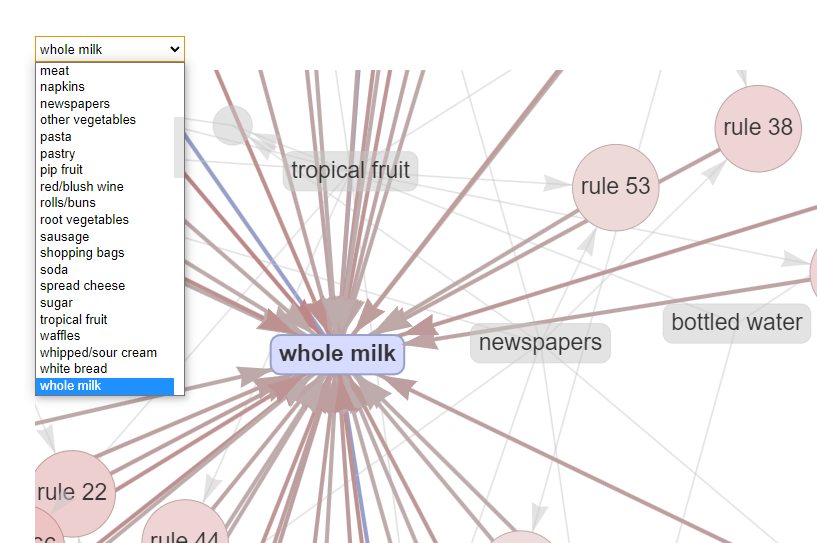 whole milk
meat
napkins
newspapers
other vegetables
pasta
pastry
pip fruit
red/blush wine
rolls/buns
root vegetables
sausage
shopping bags
soda
spread cheese
sugar
tropical fruit
waffles
whipped/sour cream
white bread
whole milk
tropical fruit
rule 38
rule 53
bottled water
newspapers
whole milk
rule 22
rule 44